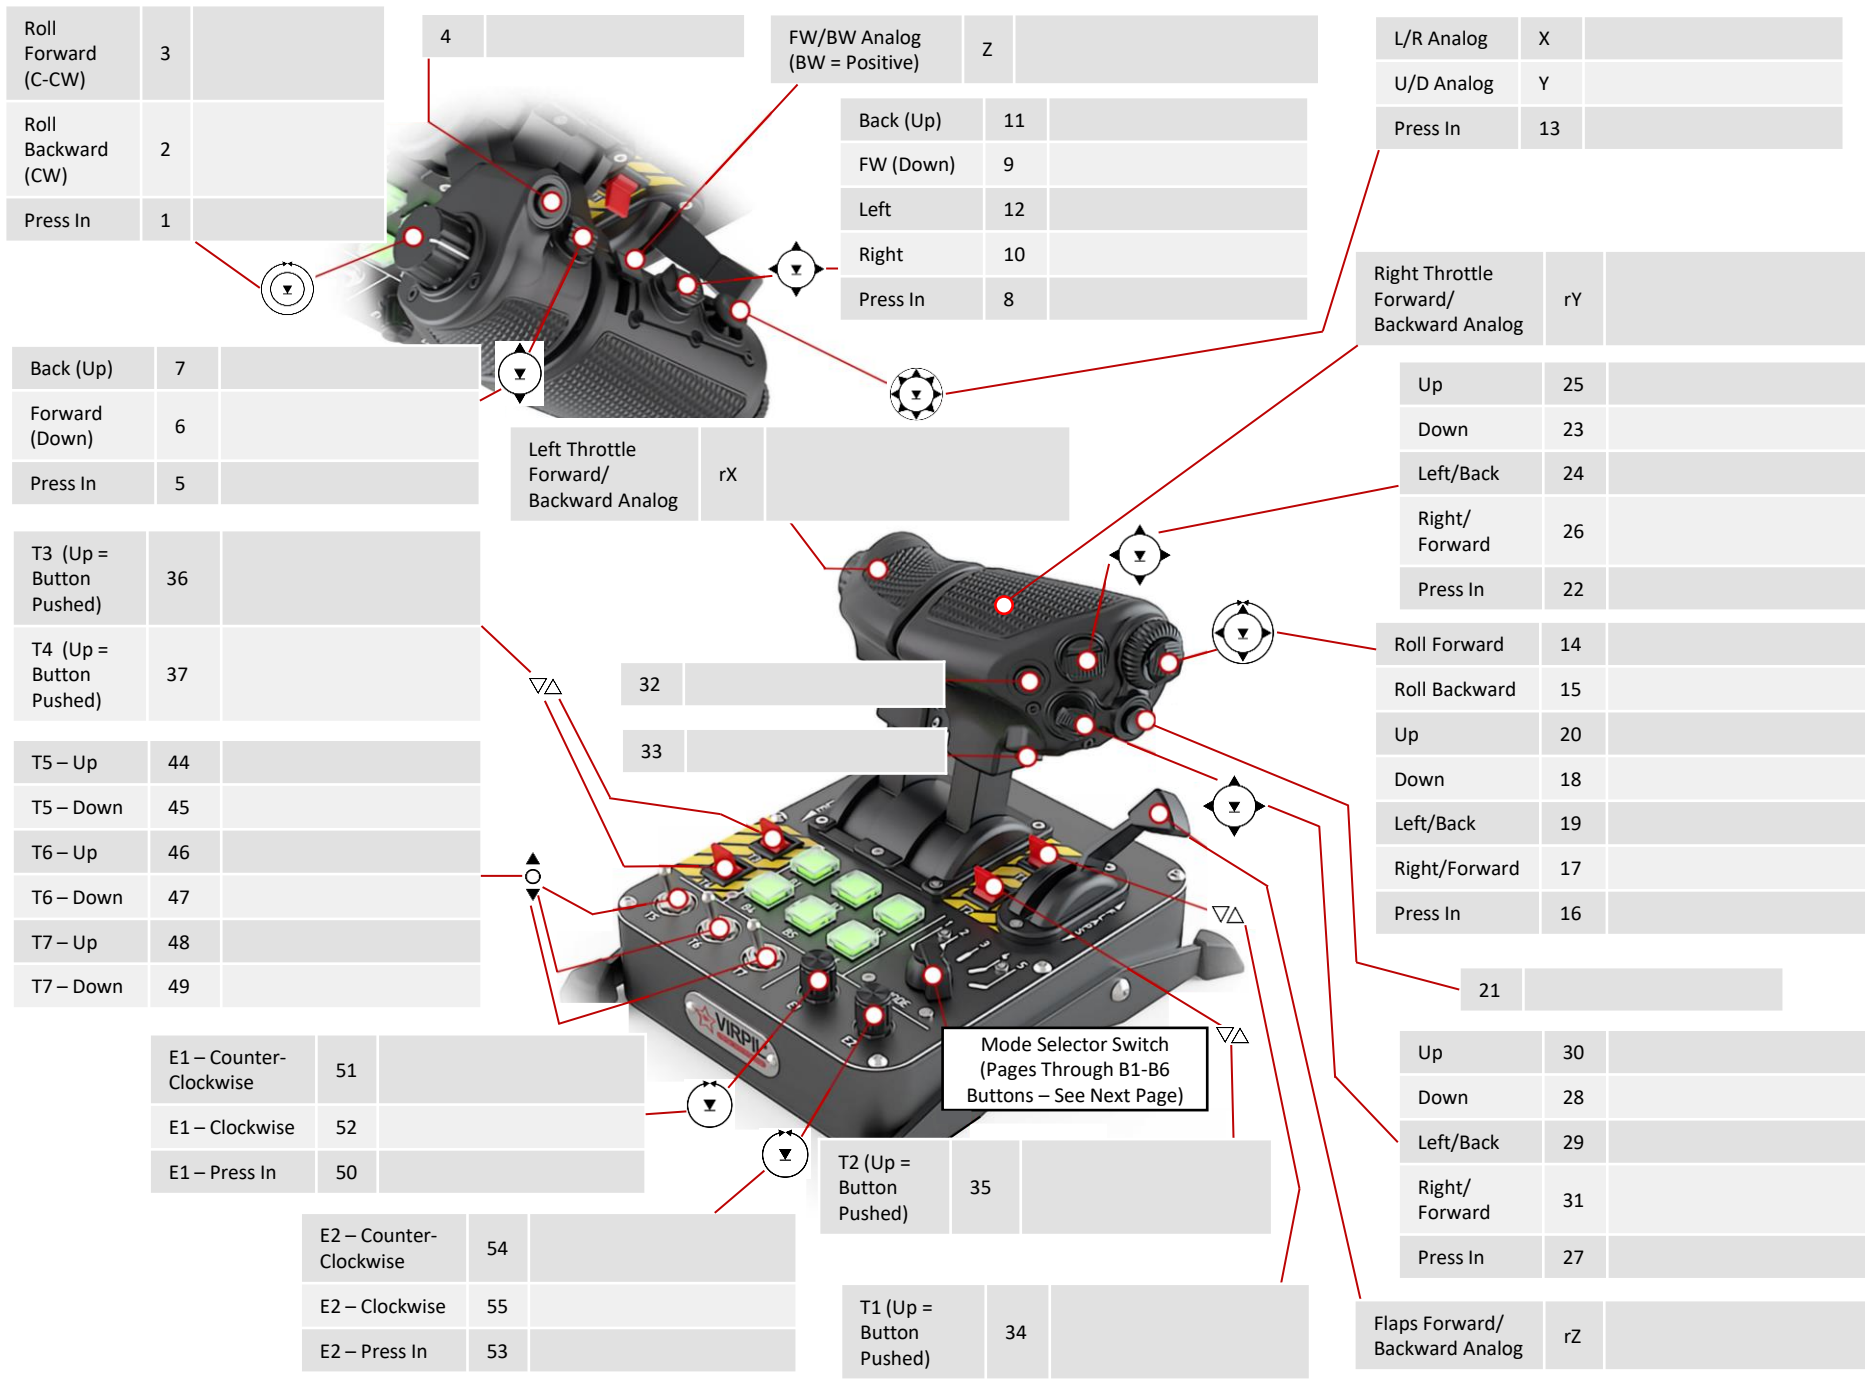 Roll
Forward
(C-CW)
3
Roll
Backward
(CW)
2
Press In
1
4
FW/BW Analog
(BW = Positive)
Z
L/R Analog
X
U/D Analog
Y
Press In
13
Back (Up)
11
FW (Down)
9
Left
12
Right
10
Press In
8
Right Throttle
Forward/
Backward Analog
rY
Back (Up)
7
Forward
(Down)
6
Press In
5
Left Throttle
Forward/
Backward Analog
rX
Up
25
Down
23
Left/Back
24
Right/
Forward
26
Press In
22
T3 (Up =
Button
Pushed)
36
T4 (Up =
Button
Pushed)
37
32
33
Roll Forward
14
Roll Backward
15
Up
20
Down
18
Left/Back
19
Right/Forward
17
Press In
16
T5 – Up
44
T5 – Down
45
T6 – Up
46
T6 – Down
47
T7 – Up
48
T7 – Down
49
21
T5
T6
B5
E1
E2
2
3
VIRPIL
Mode Selector Switch
(Pages Through B1-B6
Buttons – See Next Page)
E1 – Counter-
Clockwise
51
E1 – Clockwise
52
E1 – Press In
50
Up
30
Down
28
Left/Back
29
Right/
Forward
31
Press In
27
T2 (Up =
Button
Pushed)
35
E2 – Counter-
Clockwise
54
E2 – Clockwise
55
E2 – Press In
53
T1 (Up =
Button
Pushed)
34
Flaps Forward/
Backward Analog
rZ